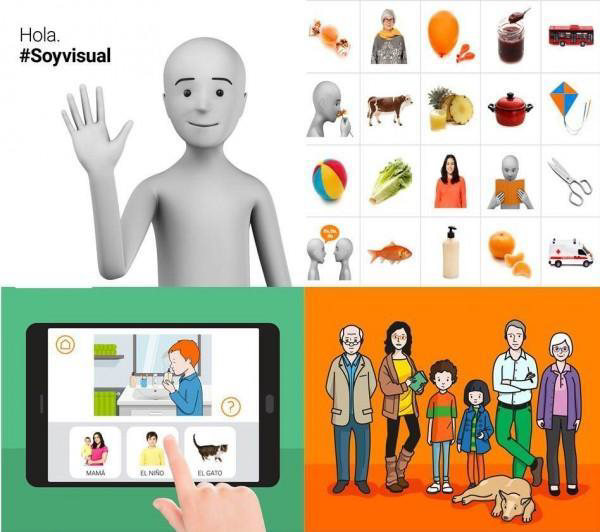 Hola.
#Soyvisual
MAMÁ
EL NIÑO
EL GATO